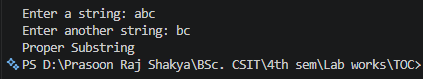 Enter a string: abc
Enter another string: bc
Proper Substring
PS D:\Prasoon Raj Shakya\BSc. CSIT\4th sem\Lab works\TOC>